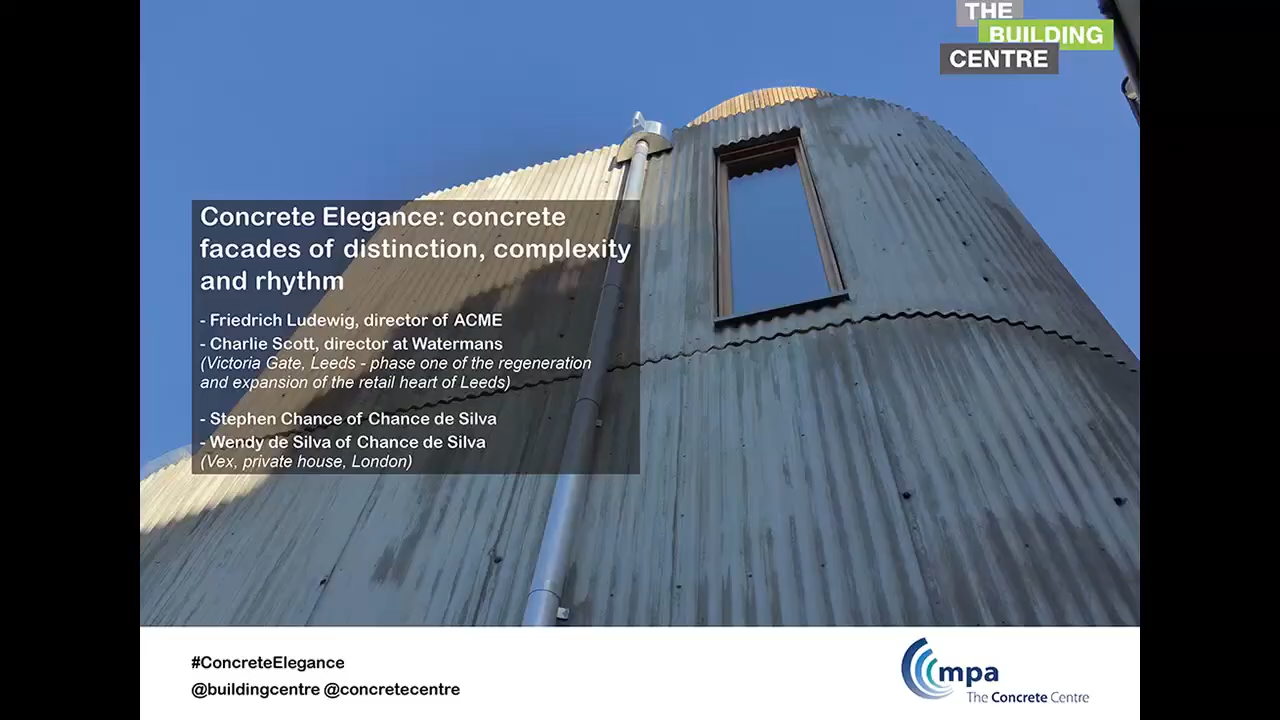 THE
BUILDING
CENTRE
Concrete Elegance: concrete
facades of distinction, complexity
and rhythm
- Friedrich Ludewig, director of ACME
- Charlie Scott, director at Watermans
(Victoria Gate, Leeds - phase one of the regeneration
and expansion of the retail heart of Leeds)
- Stephen Chance of Chance de Silva
- Wendy de Silva of Chance de Silva
(Vex, private house, London)
#ConcreteElegance
@buildingcentre @concretecentre
mpa
The Concrete Centre